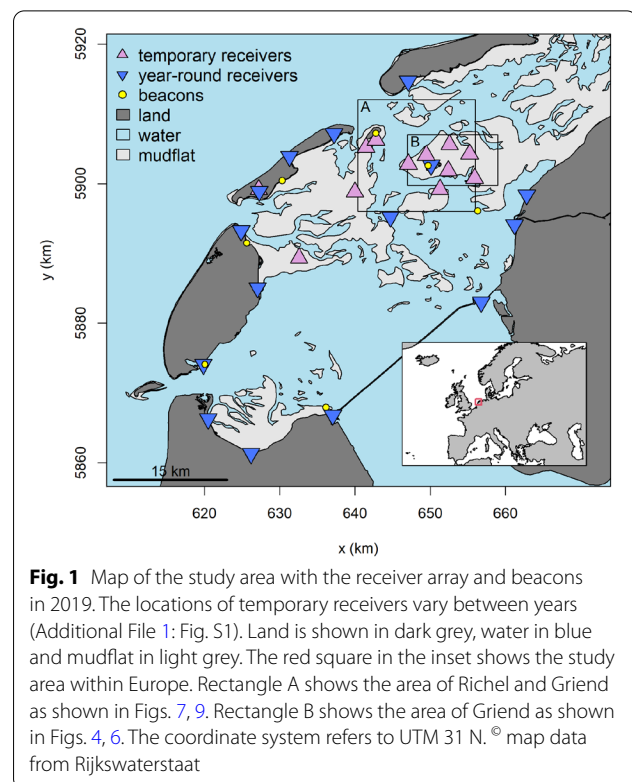 5920
temporary receivers
year-round receivers
beacons
land
water
mudflat
A
B
5900
y (km)
5880
5860
15 km
620
630
640
650
660
x (km)
Fig. 1 Map of the study area with the receiver array and beacons
in 2019. The locations of temporary receivers vary between years
(Additional File 1: Fig. S1). Land is shown in dark grey, water in blue
and mudflat in light grey. The red square in the inset shows the study
area within Europe. Rectangle A shows the area of Richel and Griend
as shown in Figs. 7, 9. Rectangle B shows the area of Griend as shown
in Figs. 4, 6. The coordinate system refers to UTM 31 N. © map data
from Rijkswaterstaat